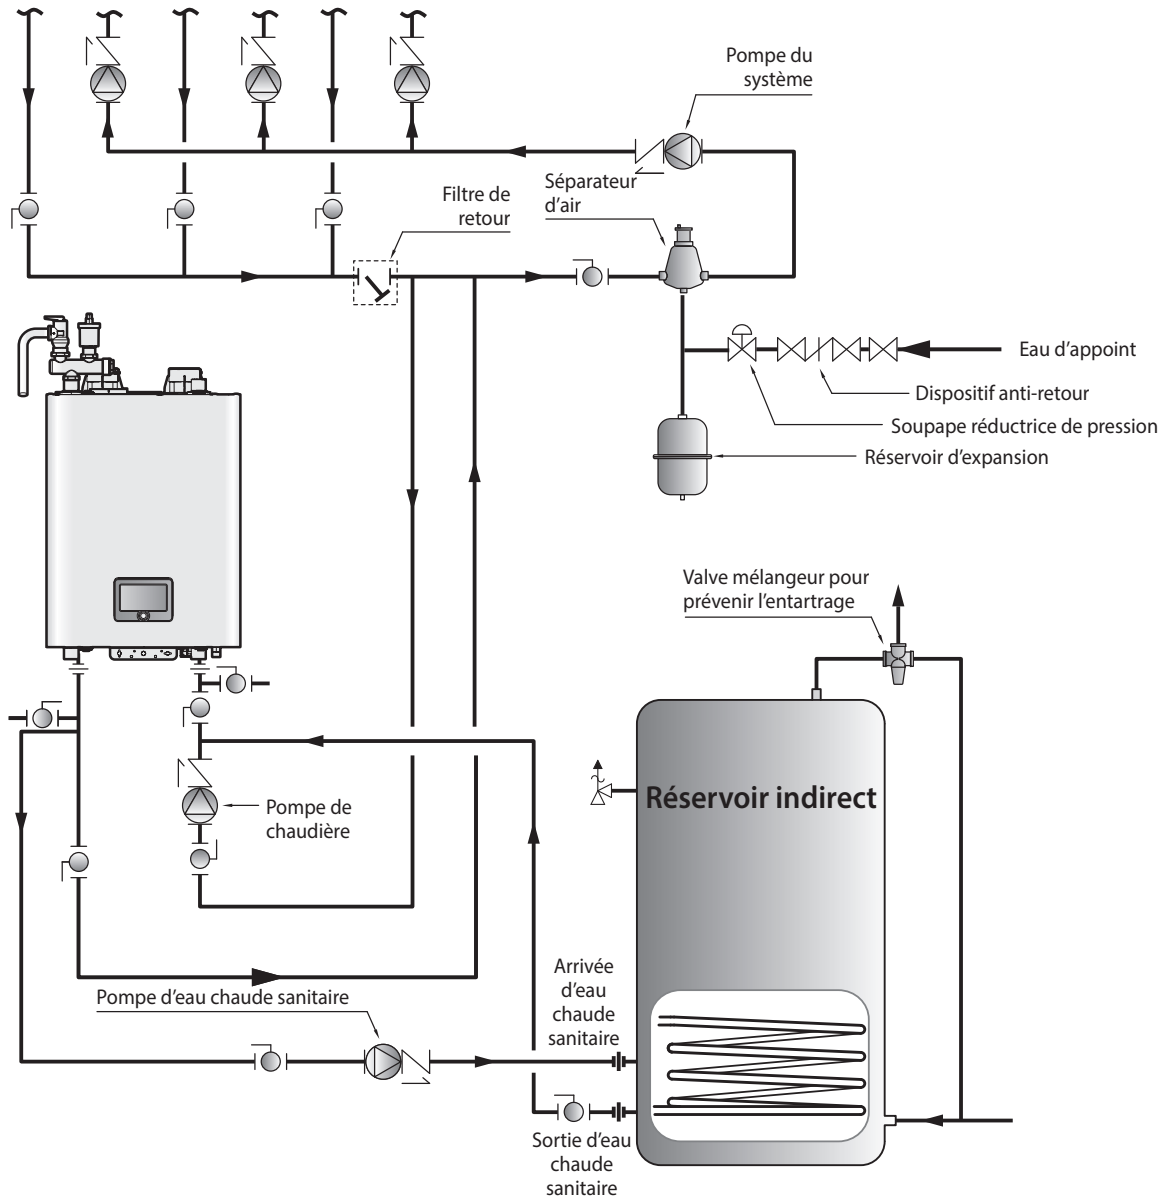 Pompe du
système
Séparateur
d'air
Filtre de
retour
Eau d'appoint
Dispositif anti-retour
Soupape réductrice de pression
Réservoir d'expansion
Valve mélangeur pour
prévenir l'entartrage
Réservoir indirect
Pompe de
chaudière
Arrivée
d'eau
chaude
sanitaire
Pompe d'eau chaude sanitaire
Sortie d'eau
chaude
sanitaire